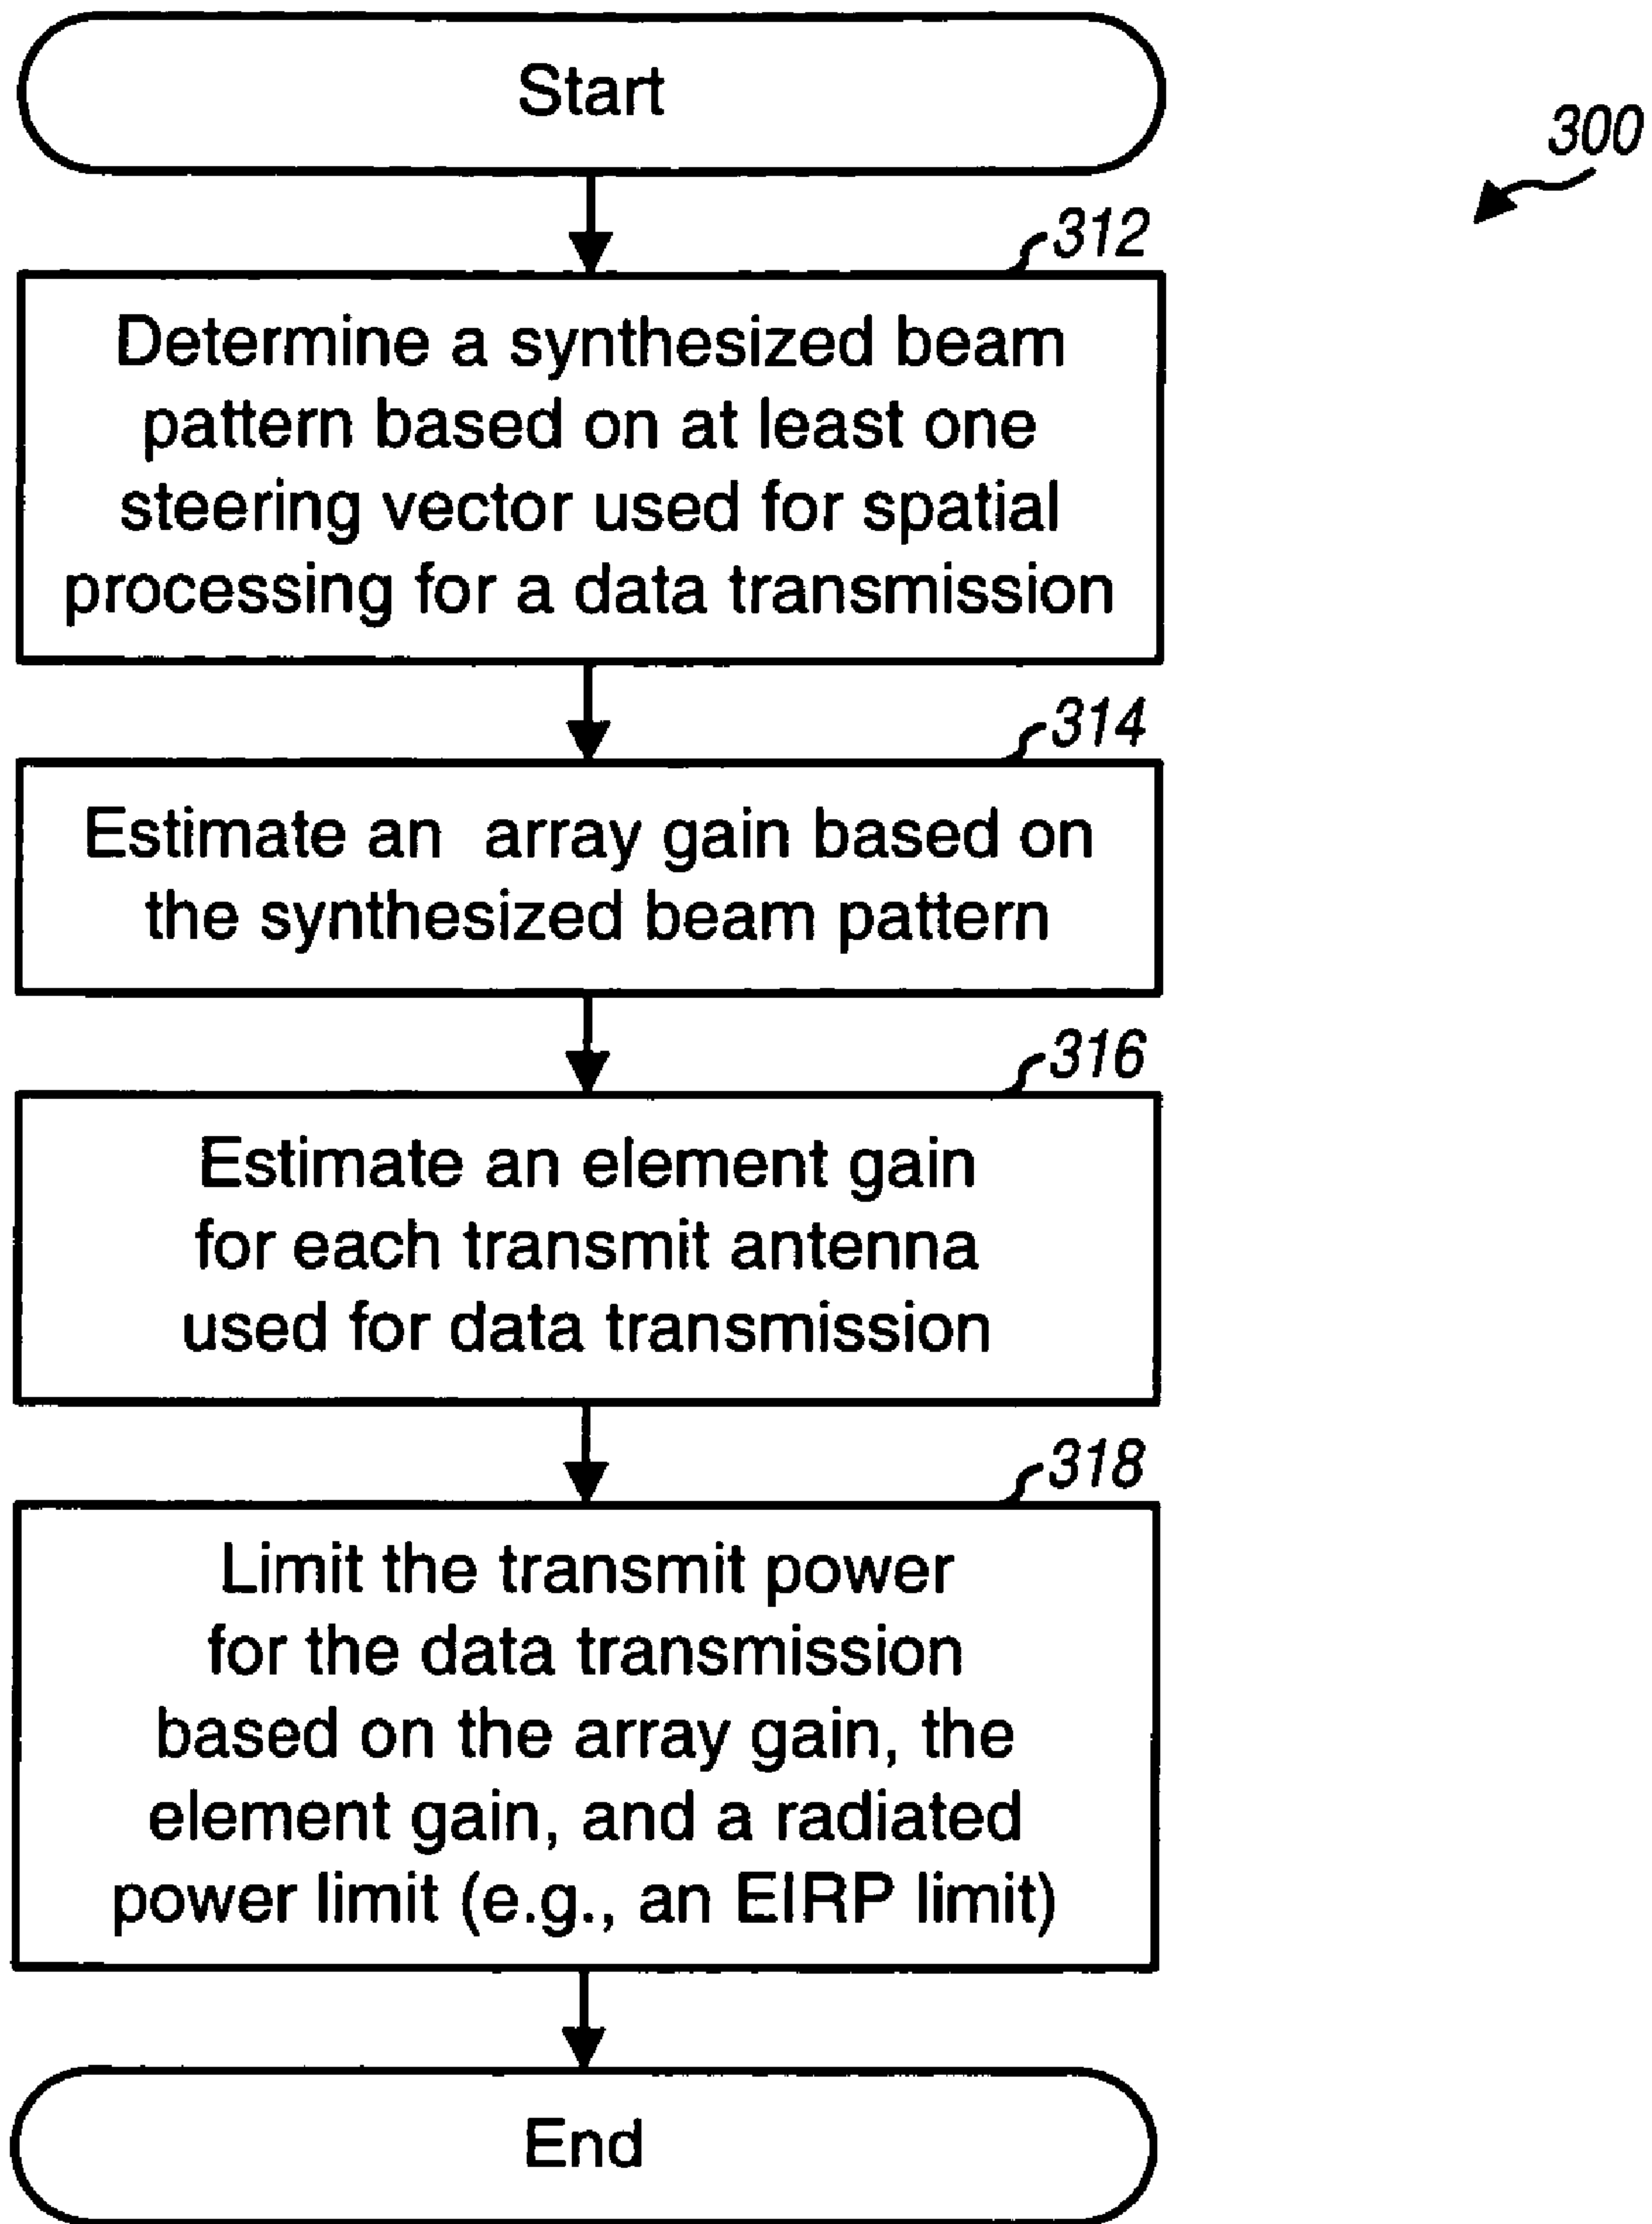 Start
300
312
Determine a synthesized beam
pattern based on at least one
steering vector used for spatial
processing for a data transmission
314
Estimate an array gain based on
the synthesized beam pattern
316
Estimate an element gain
for each transmit antenna
used for data transmission
318
Limit the transmit power
for the data transmission
based on the array gain, the
element gain, and a radiated
power limit (e.g., an EIRP limit)
End